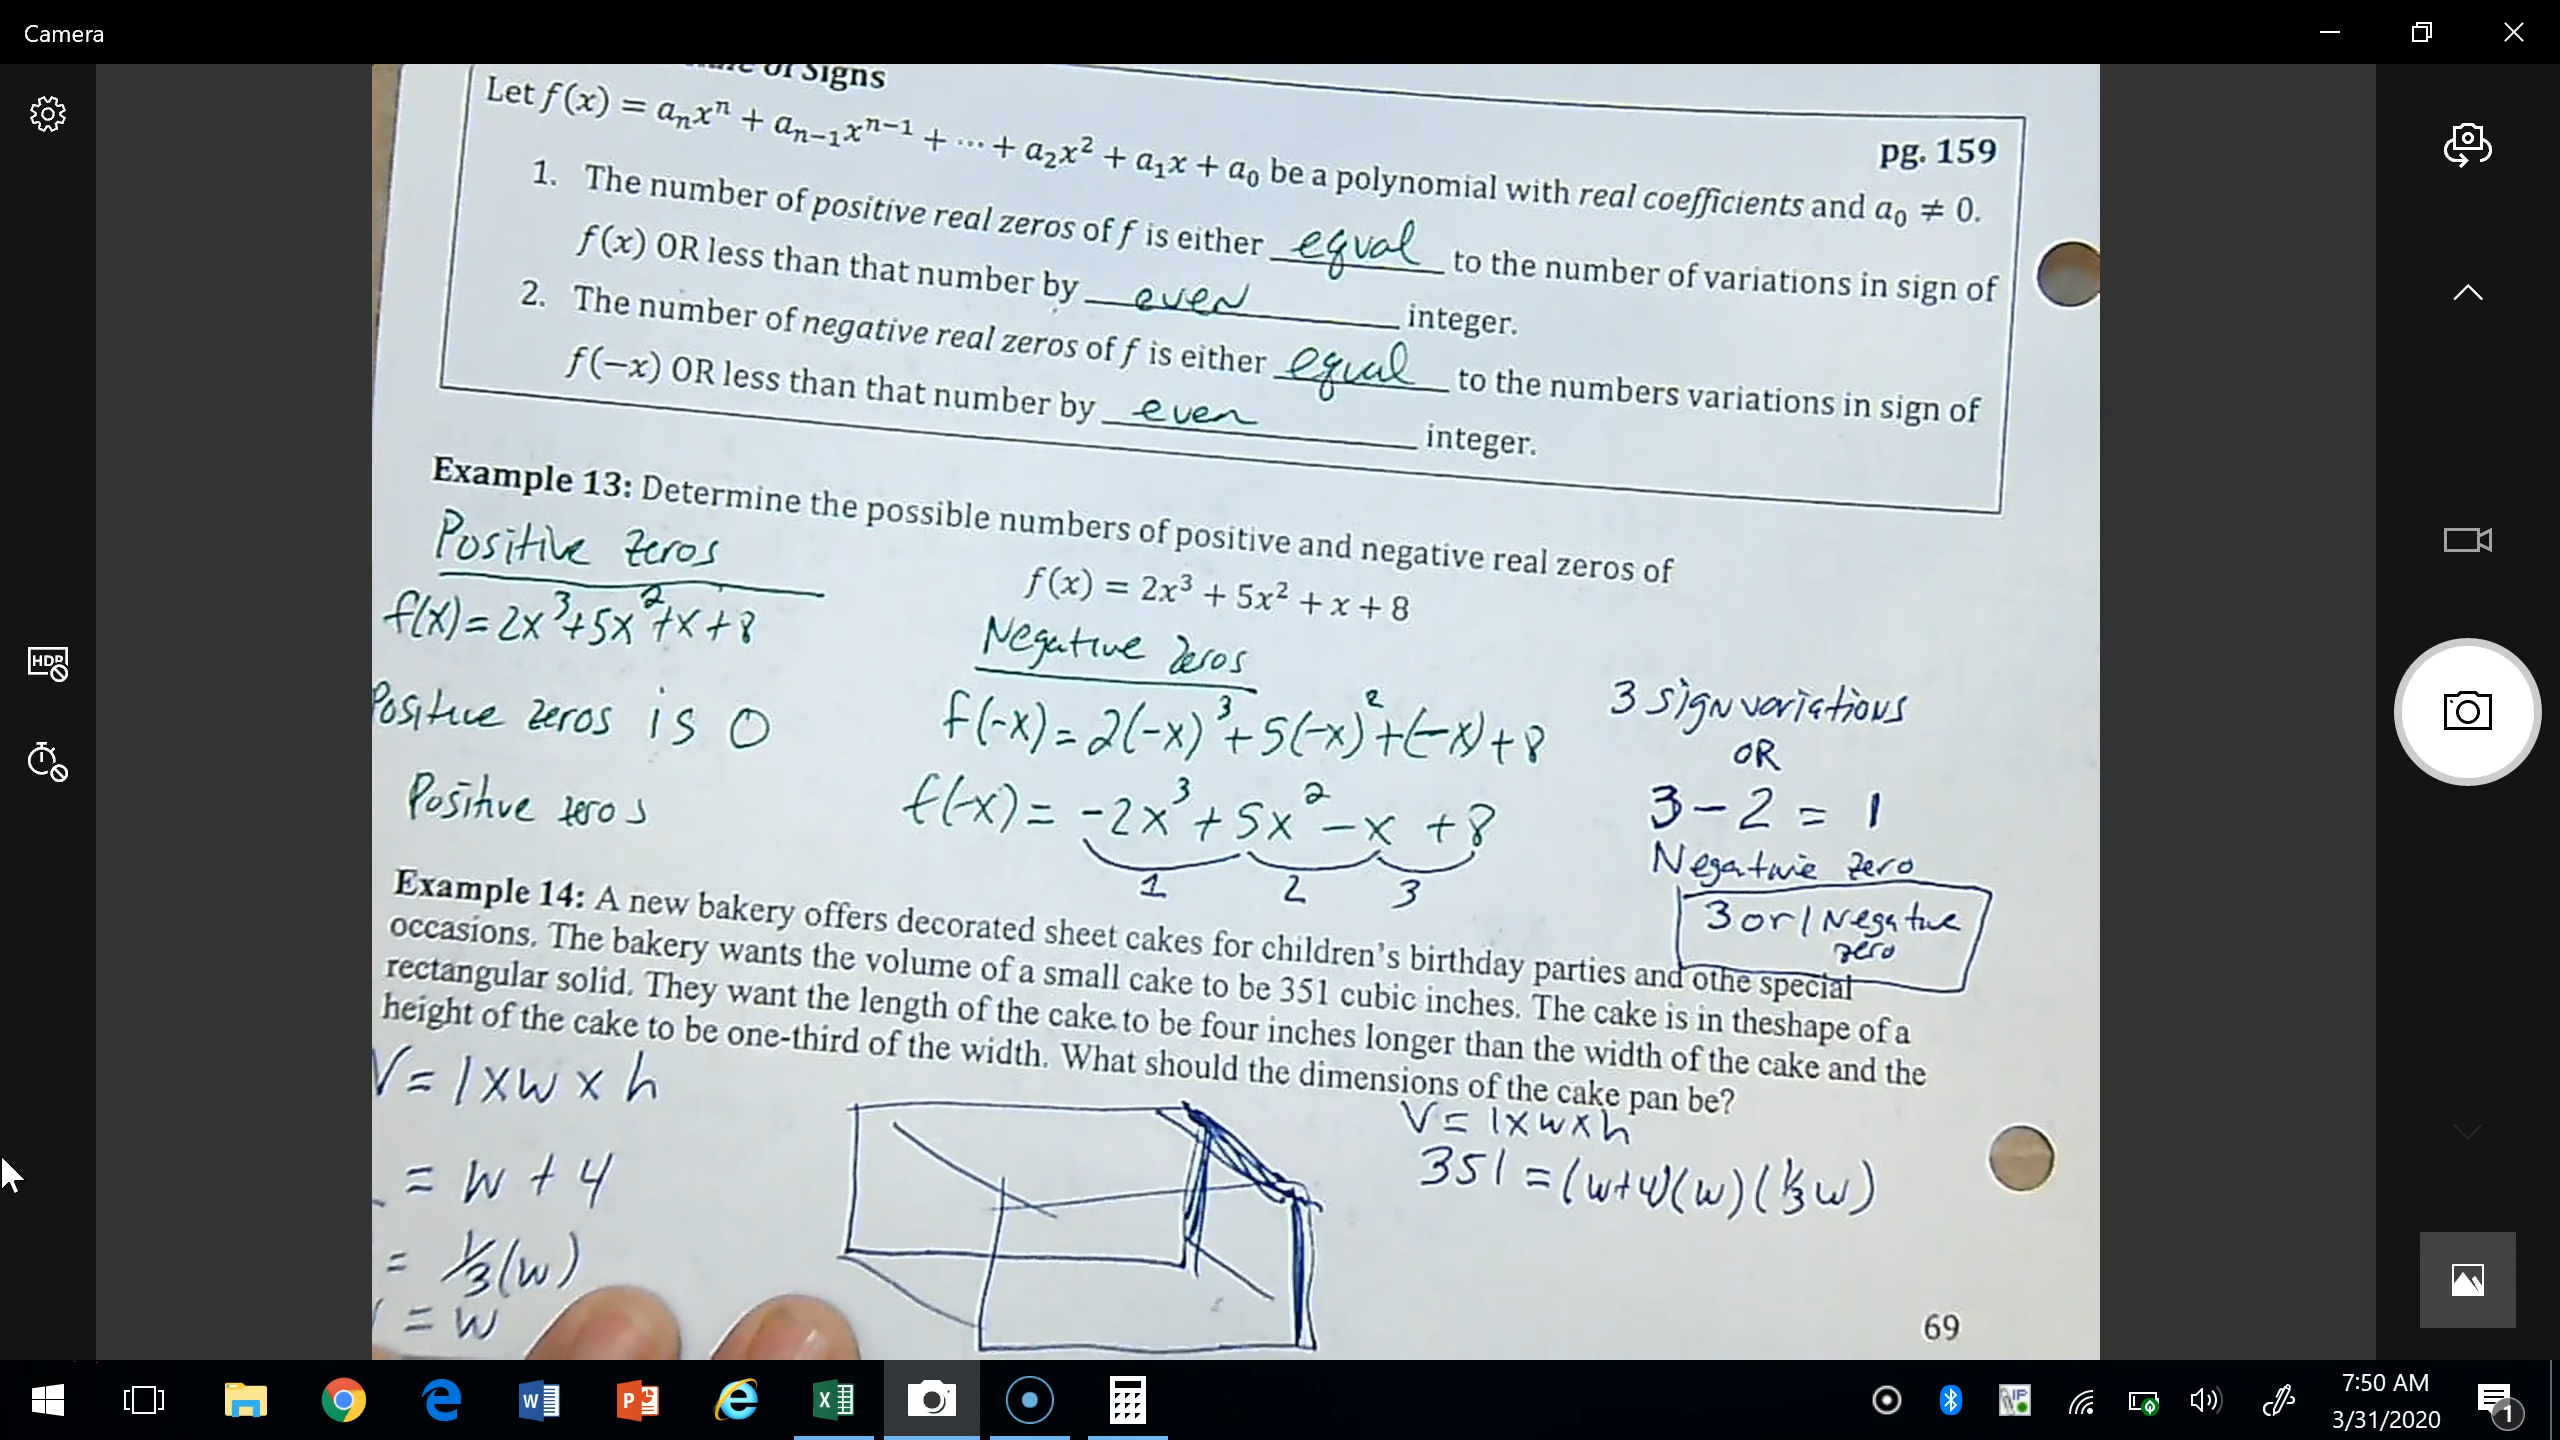 Camera
of Signs
pg. 159
Let f(x) = aₙxⁿ + aₙ₋₁xⁿ⁻¹ + ⋯ + a₂x² + a₁x + a₀ be a polynomial with real coefficients and a₀ ≠ 0.
1. The number of positive real zeros of f is either equal to the number of variations in sign of
f(x) OR less than that number by even integer.
2. The number of negative real zeros of f is either equal to the numbers variations in sign of
f(−x) OR less than that number by even integer.
Example 13: Determine the possible numbers of positive and negative real zeros of
f(x) = 2x³ + 5x² + x + 8
Positive zeros
f(x) = 2x³+5x²+x+8
Positive zeros is 0
Positive zeros
Negative Zeros
f(-x) = 2(-x)³+5(-x)²+(-x)+8
f(-x) = -2x³+5x²-x+8
1 2 3
3 sign variations
OR
3-2 = 1
Negative zero
3 or 1 Negative
zero
Example 14: A new bakery offers decorated sheet cakes for children's birthday parties and othe special
occasions. The bakery wants the volume of a small cake to be 351 cubic inches. The cake is in theshape of a
rectangular solid. They want the length of the cake to be four inches longer than the width of the cake and the
height of the cake to be one-third of the width. What should the dimensions of the cake pan be?
V = l x w x h
= w + 4
= 1/3(w)
= w
V = l x w x h
351 = (w+4)(w)(1/3w)
69
HDR
7:50 AM
3/31/2020
1